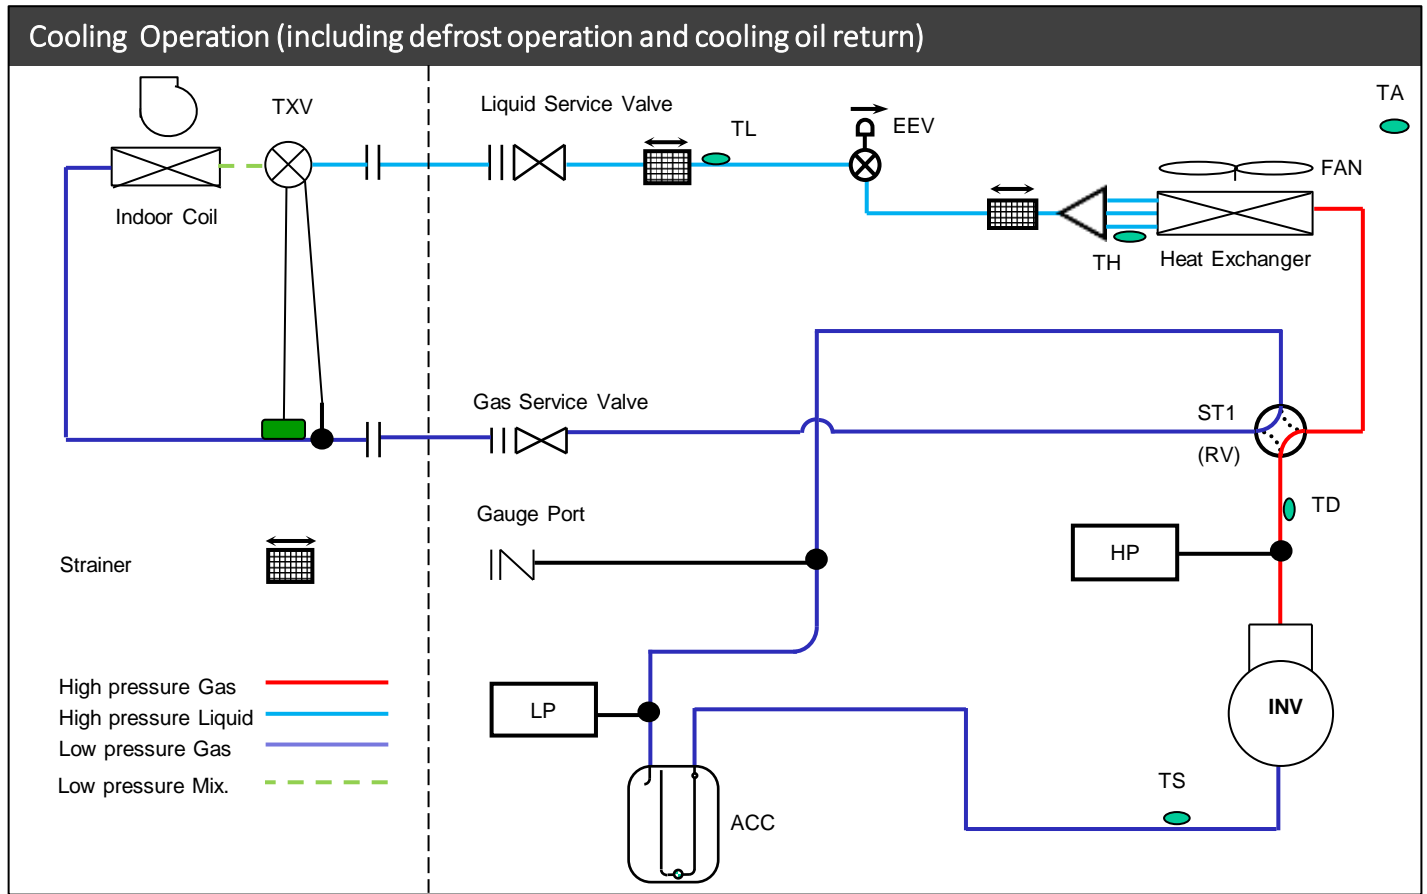 Cooling Operation (including defrost operation and cooling oil return)
TXV
Liquid Service Valve
TL
EEV
TA
FAN
Indoor Coil
TH
Heat Exchanger
Gas Service Valve
ST1
(RV)
TD
Gauge Port
HP
Strainer
High pressure Gas
High pressure Liquid
Low pressure Gas
Low pressure Mix.
LP
INV
TS
ACC